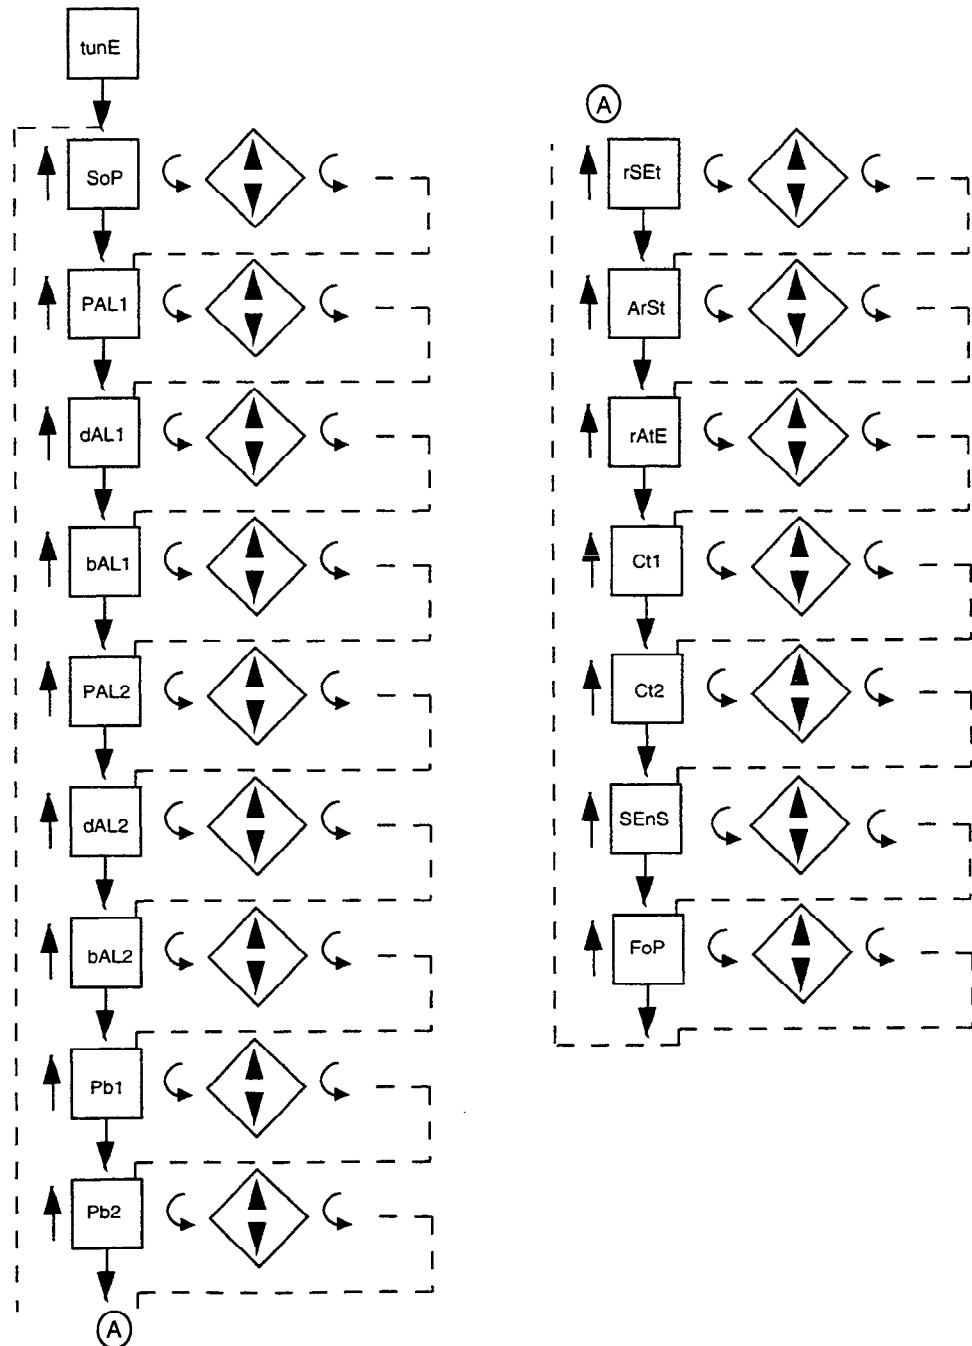 tunE
SoP
PAL1
dAL1
bAL1
PAL2
dAL2
bAL2
Pb1
Pb2
A
A
rSEt
ArSt
rAtE
Ct1
Ct2
SEnS
FoP